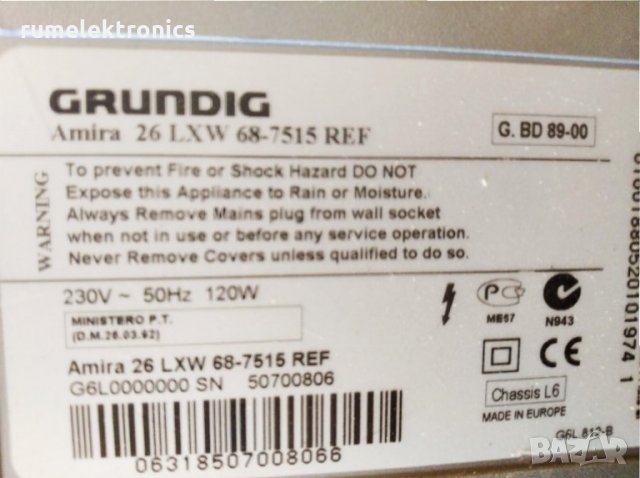 rumelektronics
GRUNDIG
Amira 26 LXW 68-7515 REF
G. BD 89-00
WARNING
To prevent Fire or Shock Hazard DO NOT
Expose this Appliance to Rain or Moisture.
Always Remove Mains plug from wall socket
when not in use or before any service operation.
Never Remove Covers unless qualified to do so.
230V ~ 50Hz 120W
MINISTERO P.T.
(D.M.26.03.92)
ME67
N943
Amira 26 LXW 68-7515 REF
G6L0000000 SN 50700806
06318507008066
CE
Chassis L6
MADE IN EUROPE
bazar